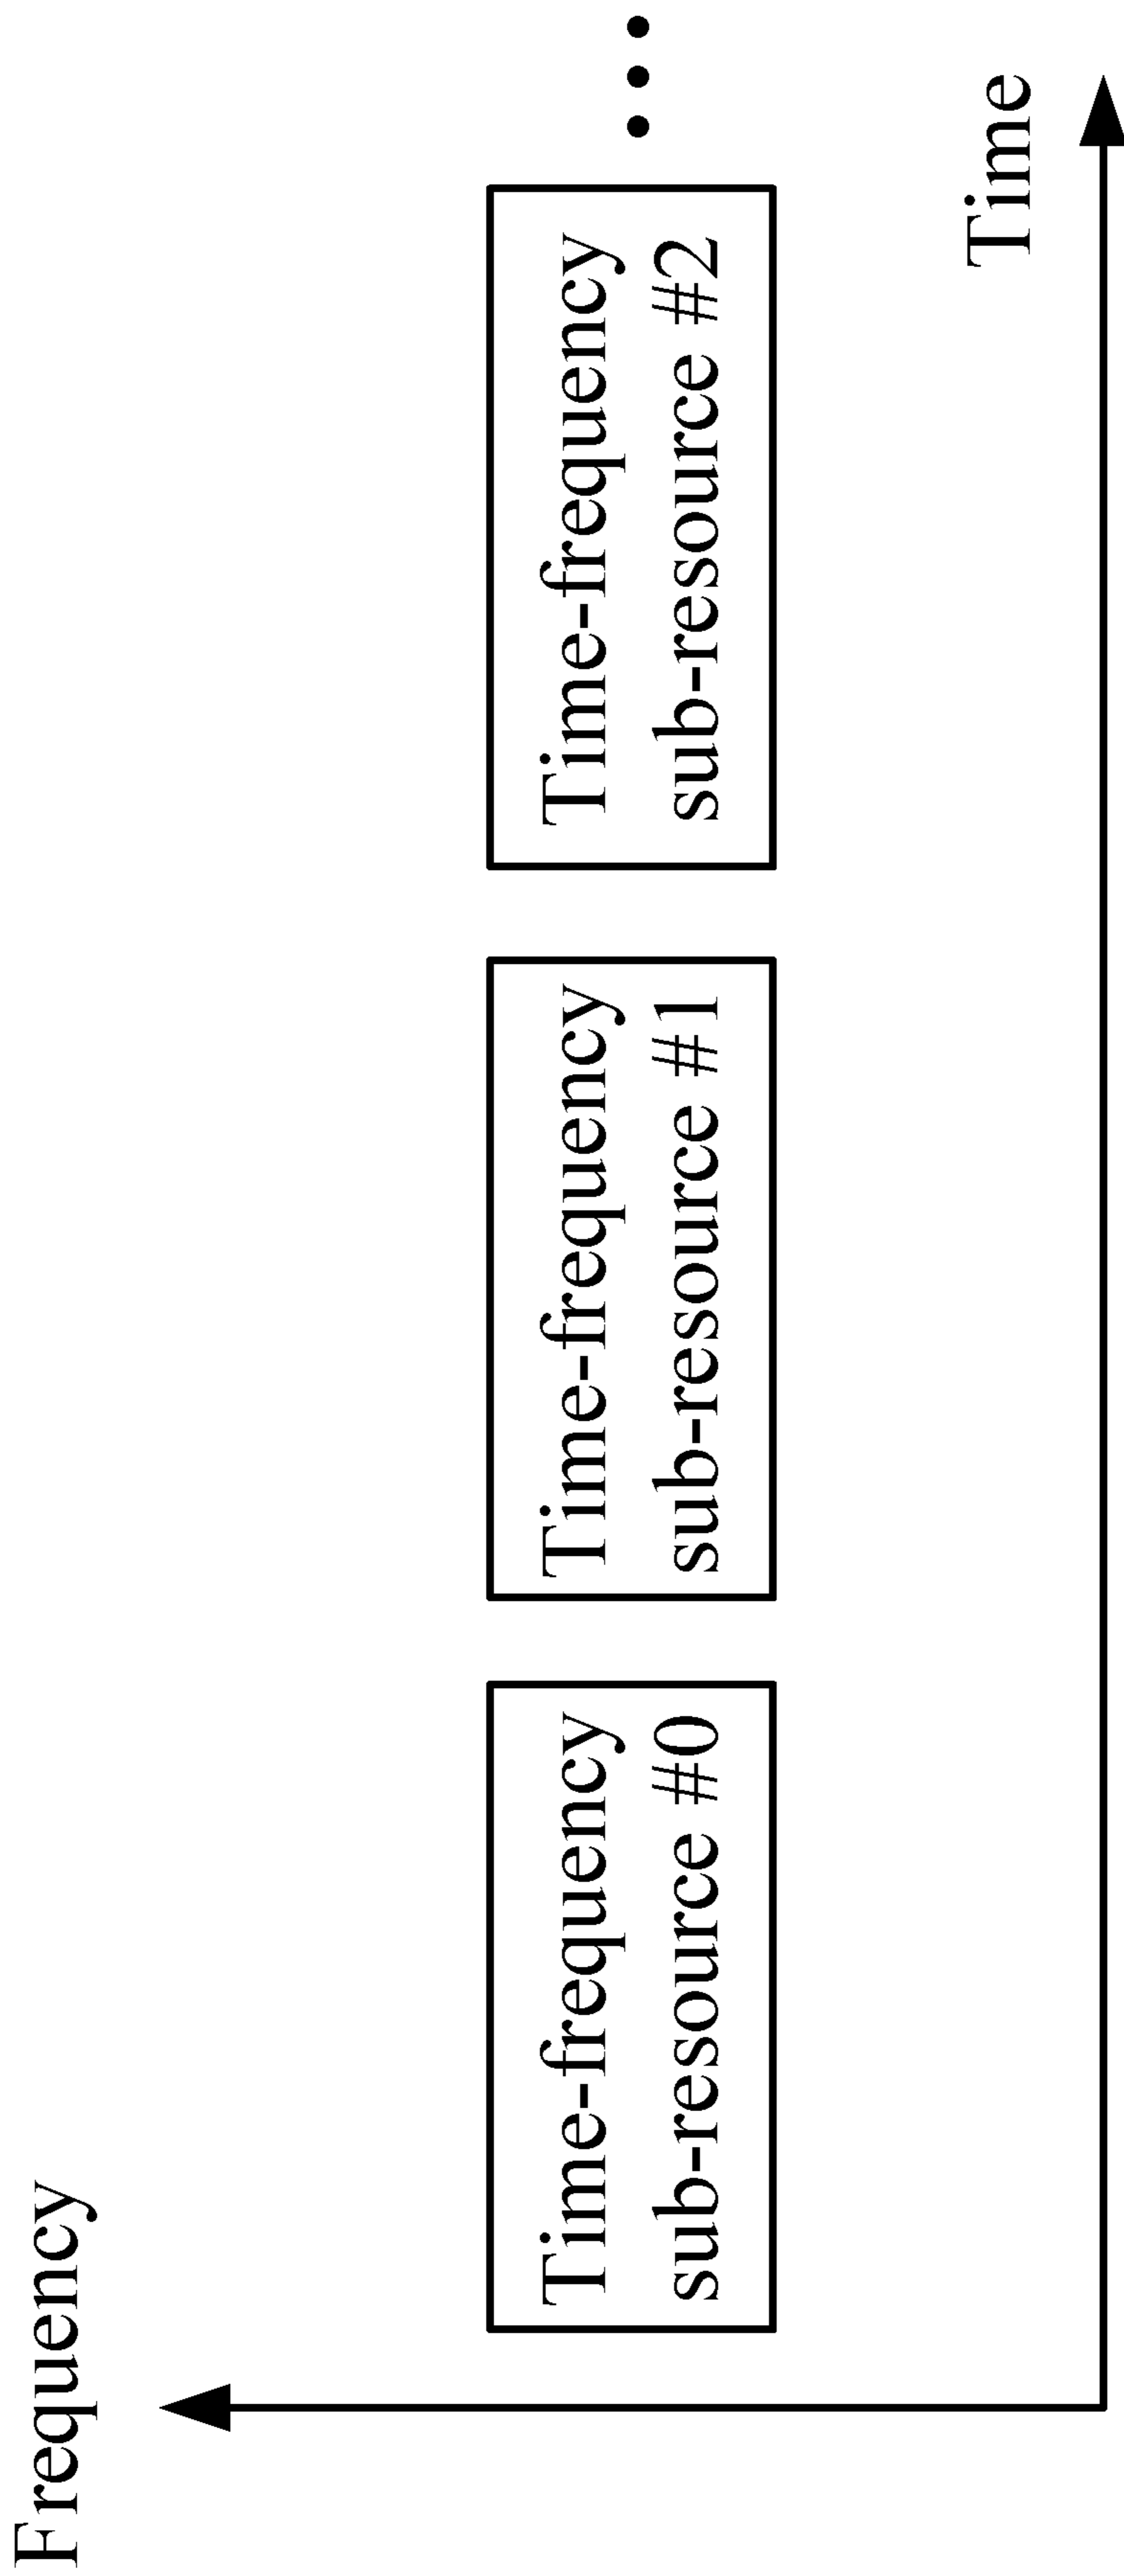 Frequency
Time-frequency
sub-resource #0
Time-frequency
sub-resource #1
Time-frequency
sub-resource #2
Time